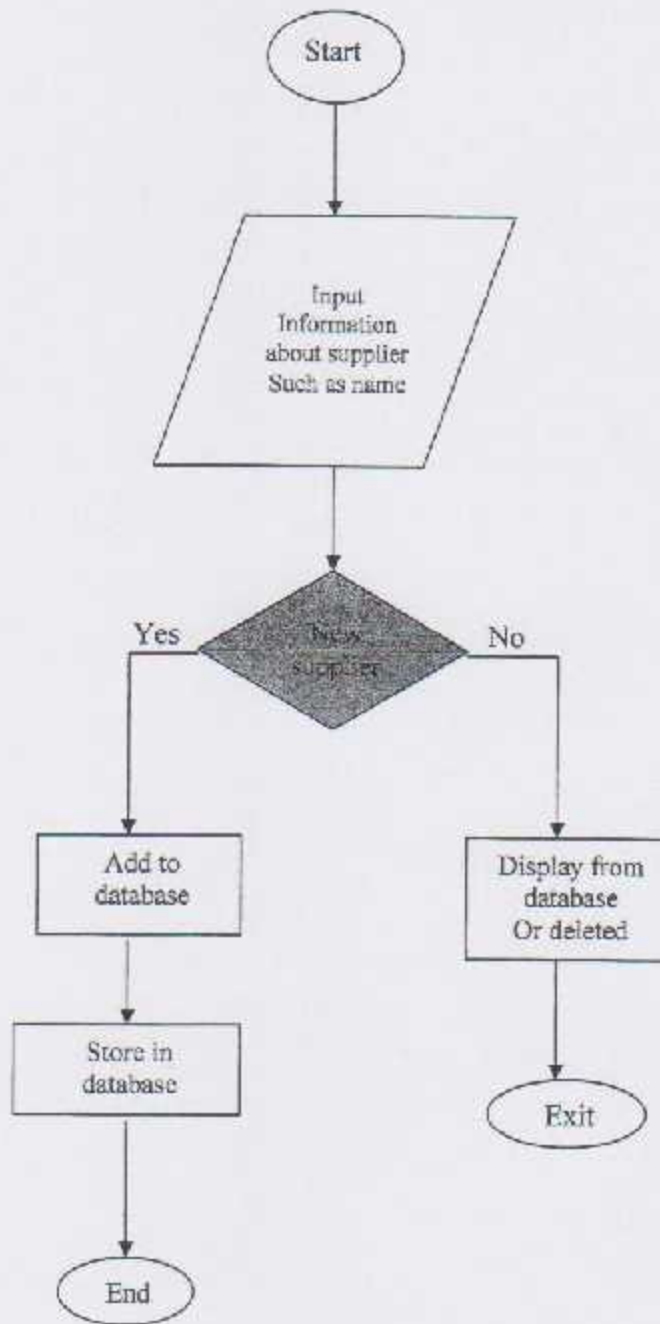 Start
Input
Information
about supplier
Such as name
Yes
New
supplier
No
Add to
database
Display from
database
Or deleted
Store in
database
Exit
End